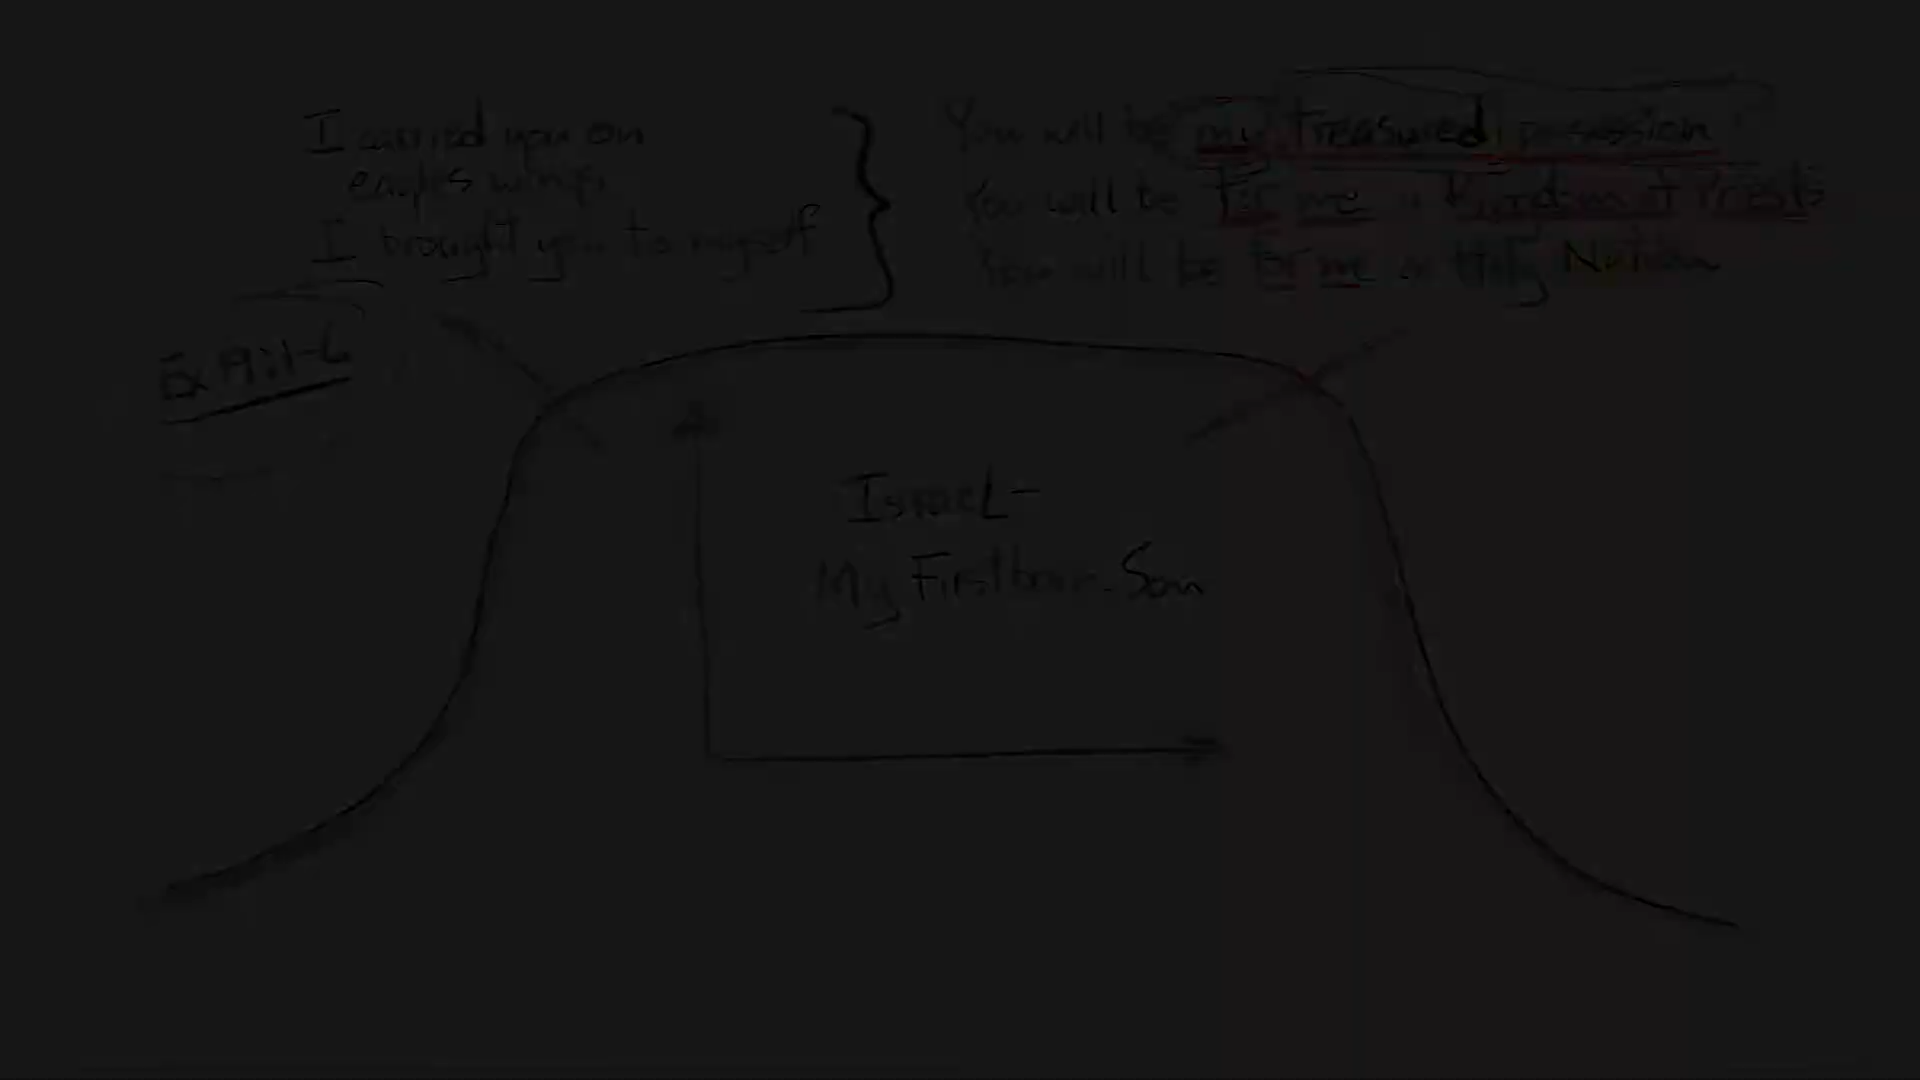 I carried you on
eagles wings
I brought you to myself
You will be my treasured possession
You will be for me a Kingdom of Priests
You will be for me a Holy Nation
Ex 19:1-6
Israel -
My Firstborn Son